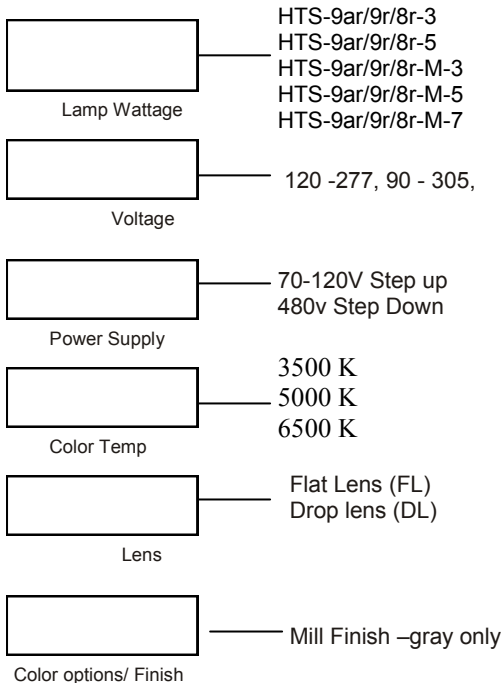 HTS-9ar/9r/8r-3
HTS-9ar/9r/8r-5
HTS-9ar/9r/8r-M-3
HTS-9ar/9r/8r-M-5
HTS-9ar/9r/8r-M-7
Lamp Wattage
120 -277, 90 - 305,
Voltage
70-120V Step up
480v Step Down
Power Supply
3500 K
5000 K
6500 K
Color Temp
Flat Lens (FL)
Drop lens (DL)
Lens
Mill Finish –gray only
Color options/ Finish